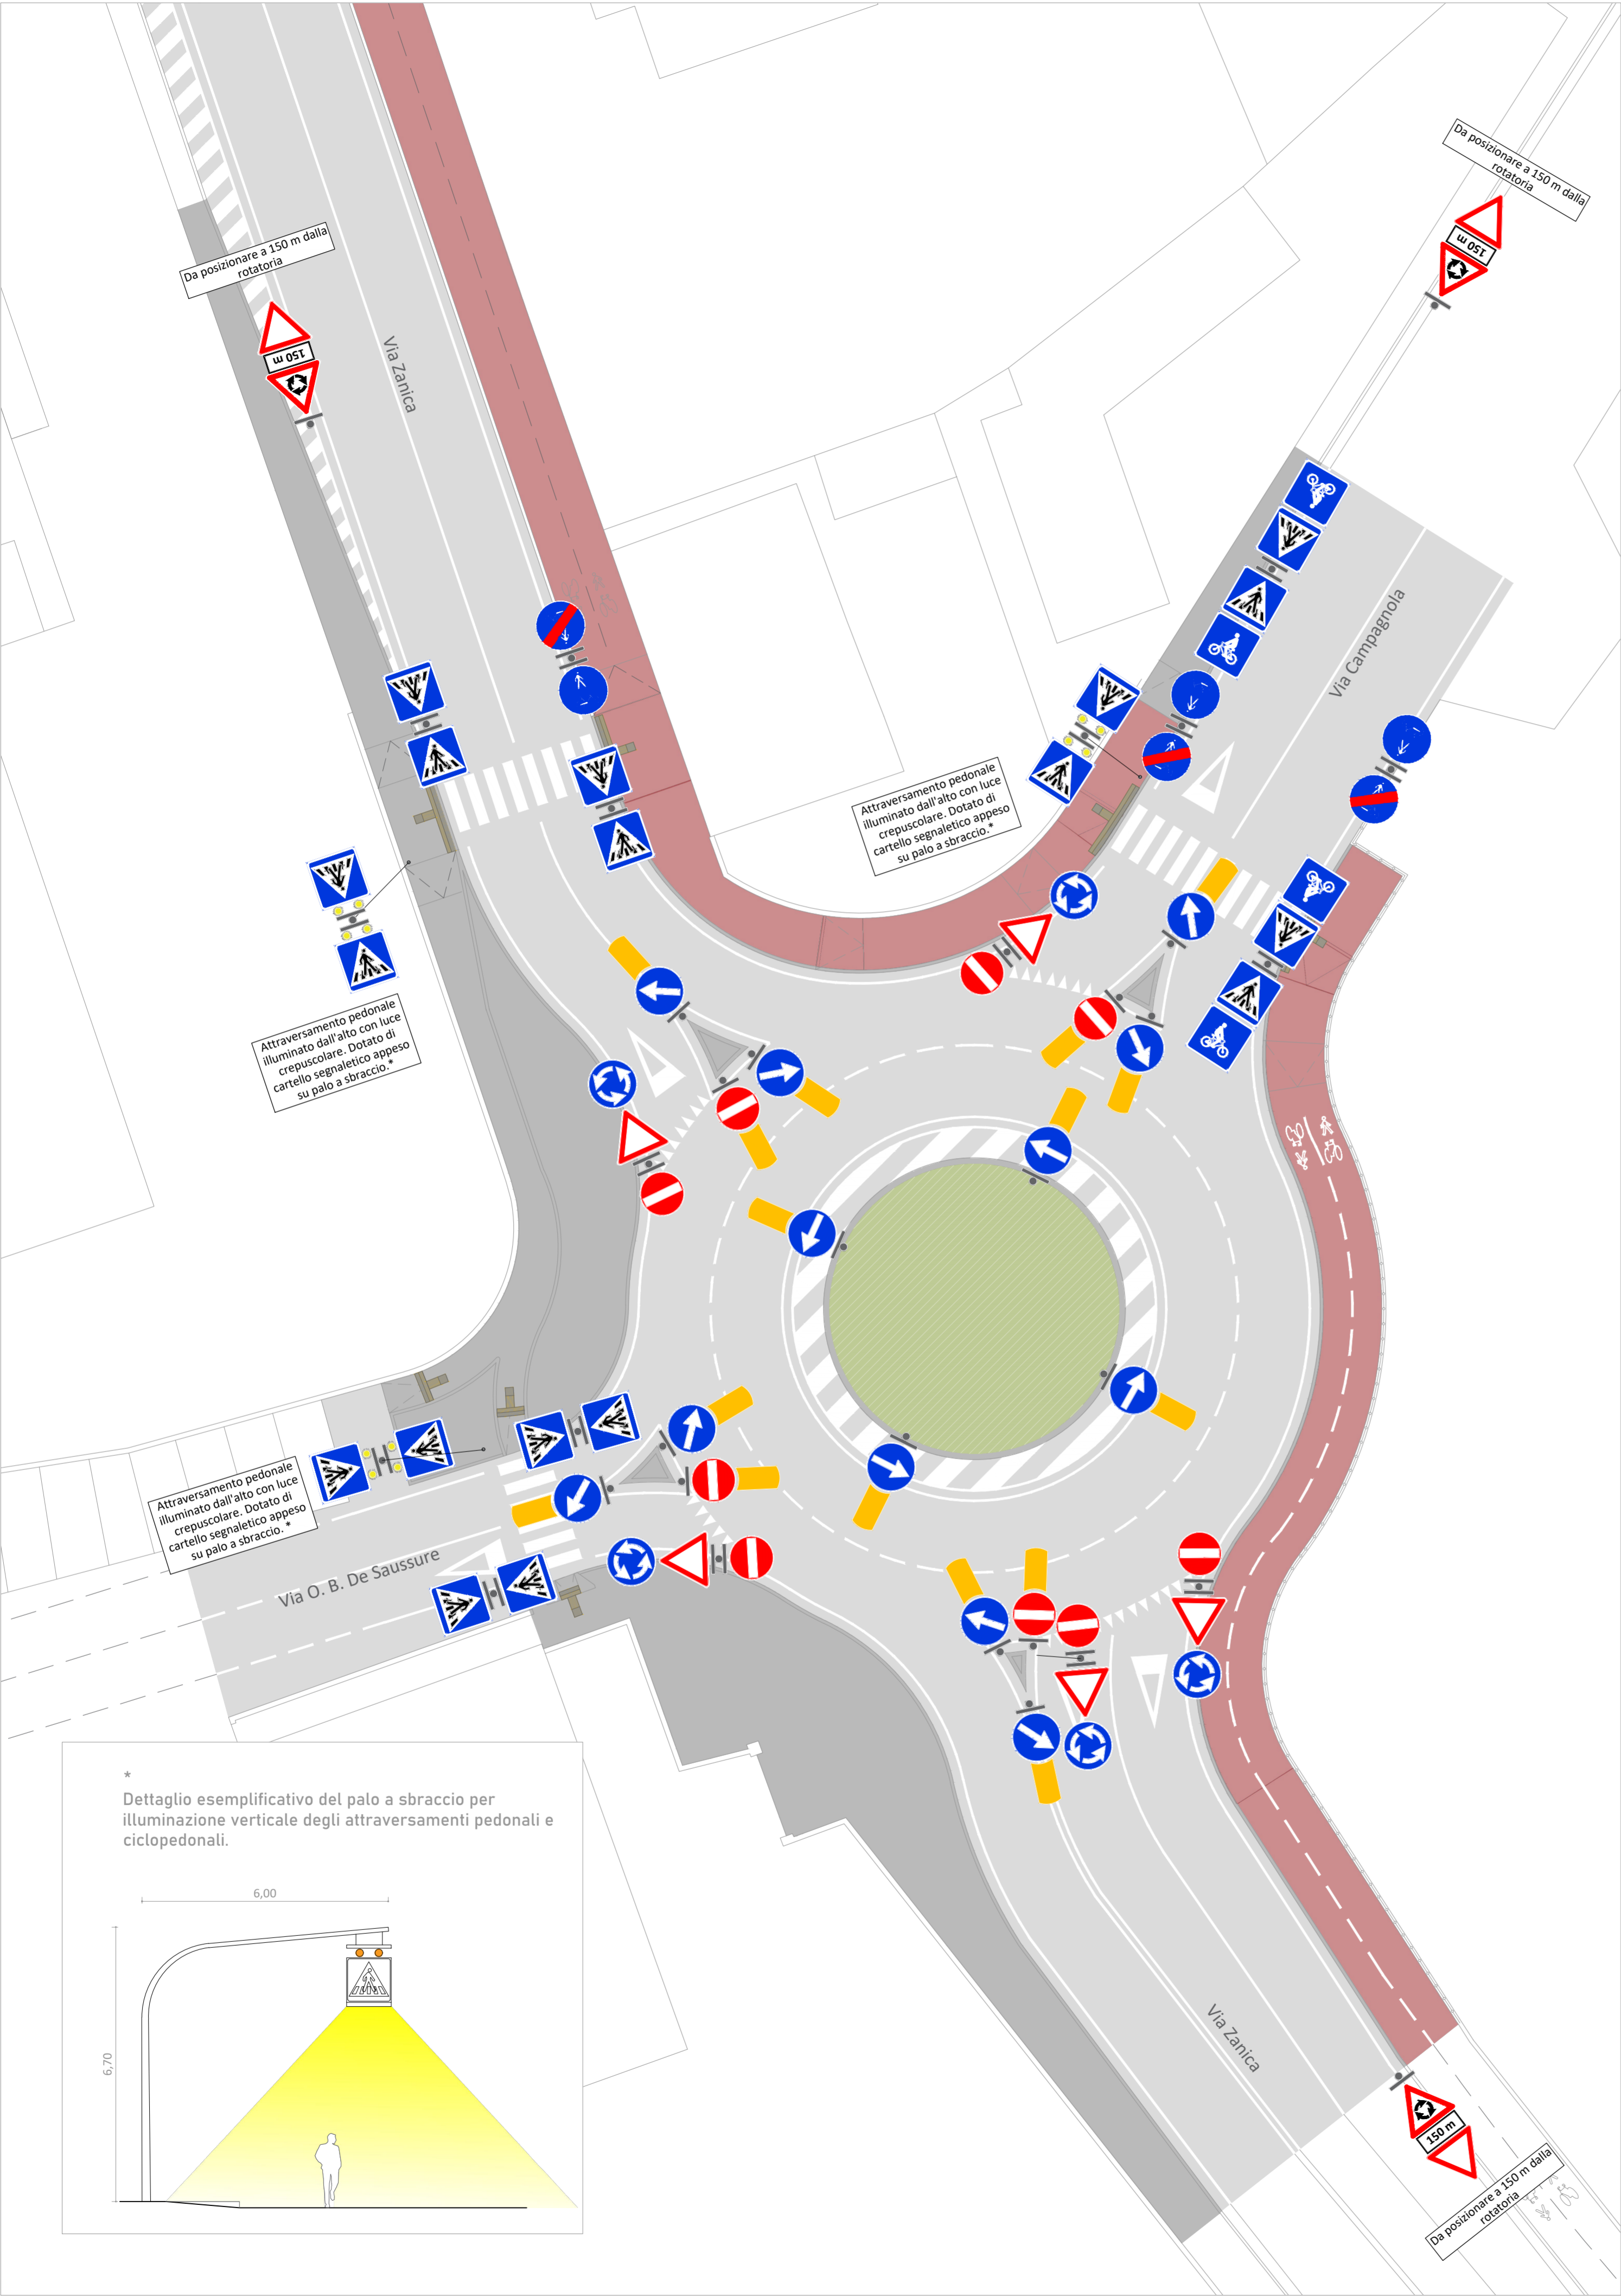 Da posizionare a 150 m dalla
rotatoria
150 m
Da posizionare a 150 m dalla
rotatoria
150 m
Via Zanica
Via Campagnola
Attraversamento pedonale
illuminato dall'alto con luce
crepuscolare. Dotato di
cartello segnaletico appeso
su palo a sbraccio.*
Attraversamento pedonale
illuminato dall'alto con luce
crepuscolare. Dotato di
cartello segnaletico appeso
su palo a sbraccio.*
Attraversamento pedonale
illuminato dall'alto con luce
crepuscolare. Dotato di
cartello segnaletico appeso
su palo a sbraccio. *
Via O. B. De Saussure
*
Dettaglio esemplificativo del palo a sbraccio per
illuminazione verticale degli attraversamenti pedonali e
ciclopedonali.
6,00
6,70
Via Zanica
150 m
Da posizionare a 150 m dalla
rotatoria